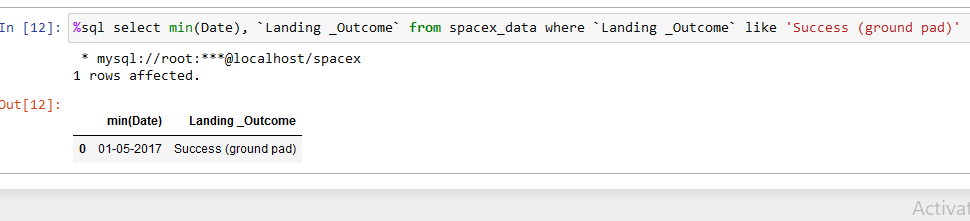 In [12]: %sql select min(Date), `Landing _Outcome` from spacex_data where `Landing _Outcome` like 'Success (ground pad)'
* mysql://root:***@localhost/spacex
1 rows affected.
Out[12]:
min(Date) Landing _Outcome
0 01-05-2017 Success (ground pad)
Activat